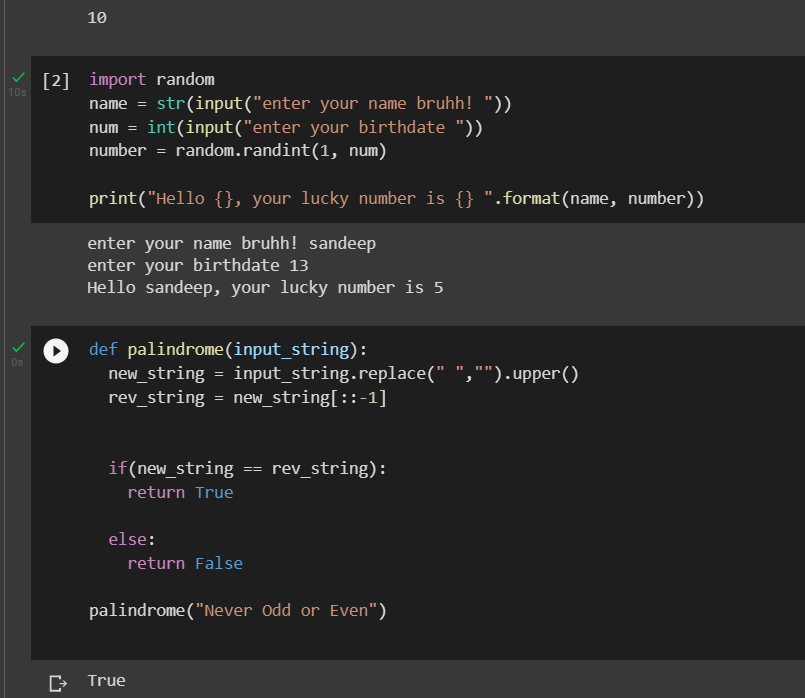 10
10s
[2] import random
name = str(input("enter your name bruhh! "))
num = int(input("enter your birthdate "))
number = random.randint(1, num)
print("Hello {}, your lucky number is {} ".format(name, number))
enter your name bruhh! sandeep
enter your birthdate 13
Hello sandeep, your lucky number is 5
0s
def palindrome(input_string):
new_string = input_string.replace(" ","").upper()
rev_string = new_string[::-1]
if(new_string == rev_string):
return True
else:
return False
palindrome("Never Odd or Even")
True